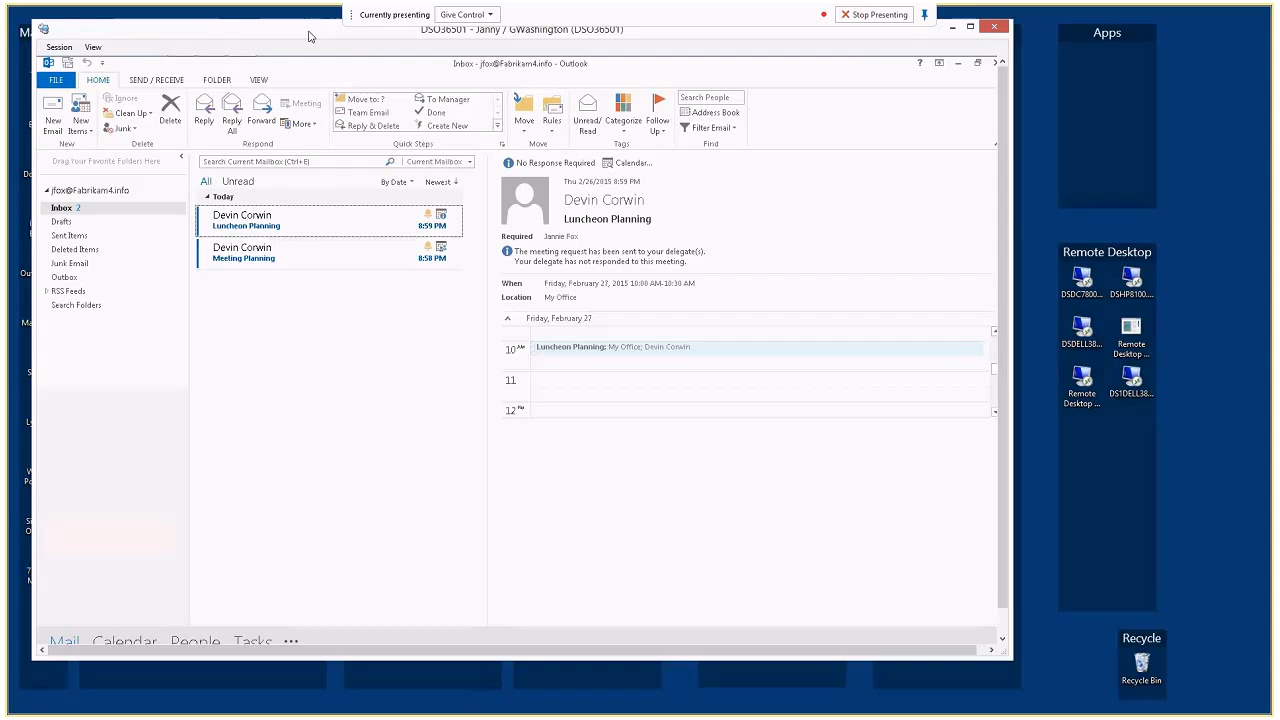 Currently presenting
Give Control
Stop Presenting
DSO36501 - Janny / GWashington (DSO36501)
Session
View
Inbox - jfox@Fabrikam4.info - Outlook
FILE
HOME
SEND / RECEIVE
FOLDER
VIEW
New Email
New Items
New
Ignore
Clean Up
Junk
Delete
Delete
Reply
Reply All
Forward
Meeting
More
Respond
Move to: ?
Team Email
Reply & Delete
To Manager
Done
Create New
Quick Steps
Move
Rules
Move
Unread/ Read
Categorize
Follow Up
Tags
Search People
Address Book
Filter Email
Find
Drag Your Favorite Folders Here
jfox@Fabrikam4.info
Inbox 2
Drafts
Sent Items
Deleted Items
Junk Email
Outbox
RSS Feeds
Search Folders
Search Current Mailbox (Ctrl+E)
Current Mailbox
All
Unread
By Date
Newest
Today
Devin Corwin
Luncheon Planning 8:59 PM
Devin Corwin
Meeting Planning 8:58 PM
No Response Required
Calendar...
Thu 2/26/2015 8:59 PM
Devin Corwin
Luncheon Planning
Required Jannie Fox
The meeting request has been sent to your delegate(s).
Your delegate has not responded to this meeting.
When Friday, February 27, 2015 10:00 AM-10:30 AM
Location My Office
Friday, February 27
10 AM
Luncheon Planning; My Office; Devin Corwin
11
12 PM
Mail Calendar People Tasks
Apps
Remote Desktop
DSDC7800...
DSHP8100....
DSDELL38...
Remote Desktop ...
Remote Desktop ...
DS1DELL38...
Recycle
Recycle Bin